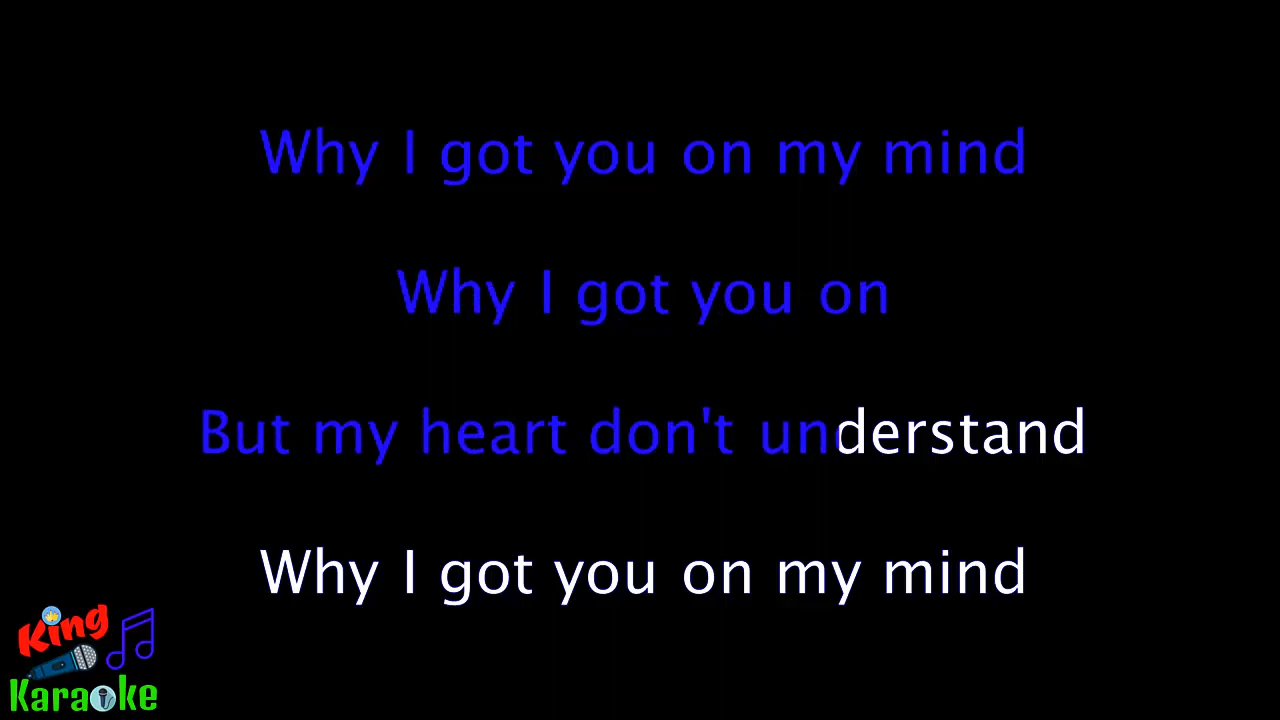 Why I got you on my mind
Why I got you on
But my heart don't understand
Why I got you on my mind
King
Karaoke